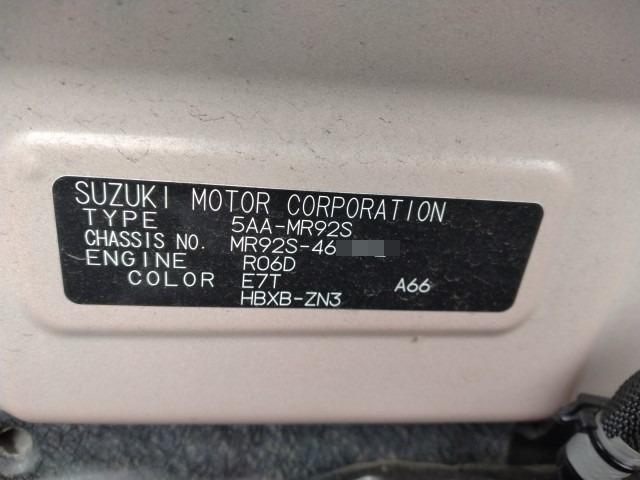 SUZUKI MOTOR CORPORATION
TYPE 5AA-MR92S
CHASSIS NO. MR92S-46
ENGINE R06D
COLOR E7T A66
HBXB-ZN3